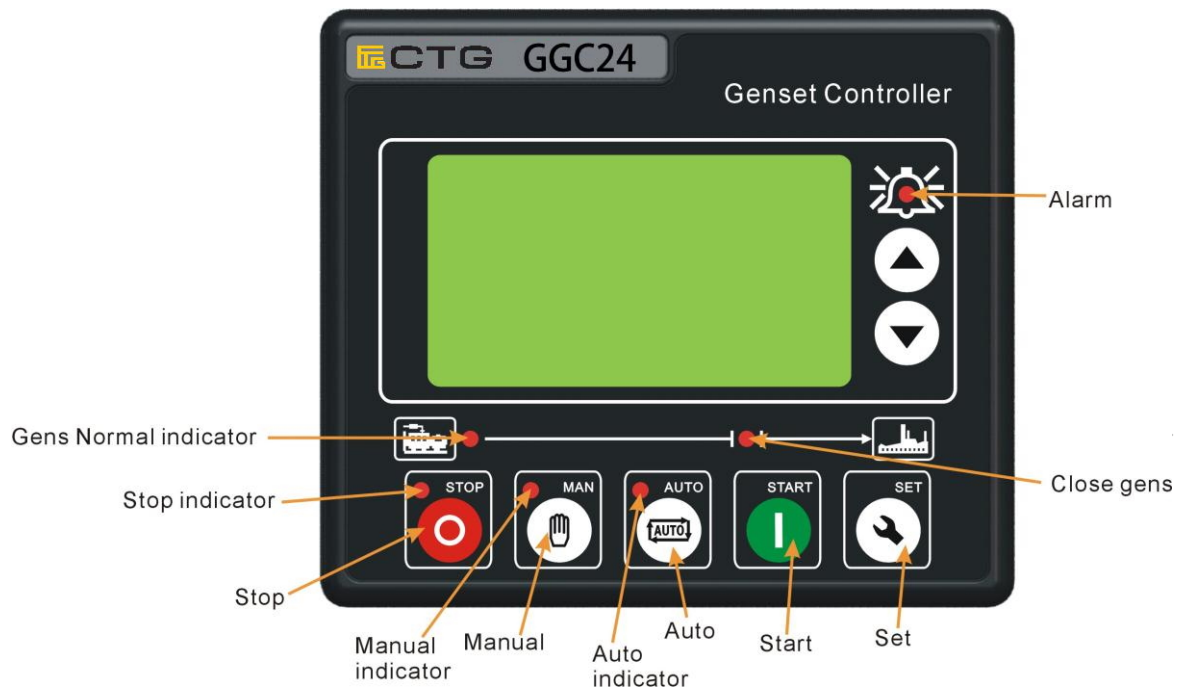 CTG GGC24
Genset Controller
Alarm
Gens Normal indicator
STOP
MAN
AUTO
START
SET
Close gens
Stop indicator
AUTO
Stop
Manual
indicator
Manual
Auto
indicator
Auto
Start
Set